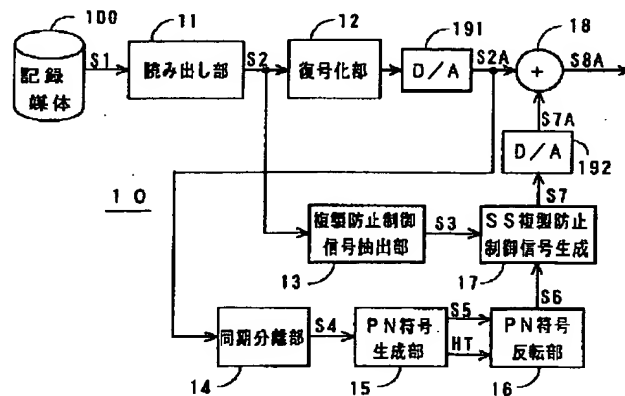 100
11
12
191
18
記録
媒体
S1
読み出し部
S2
復号化部
D/A
S2A
+
S8A
S7A
D/A
192
10
複製防止制御
信号抽出部
13
S3
S7
SS複製防止
制御信号生成
17
S6
同期分離部
14
S4
PN符号
生成部
15
S5
HT
PN符号
反転部
16